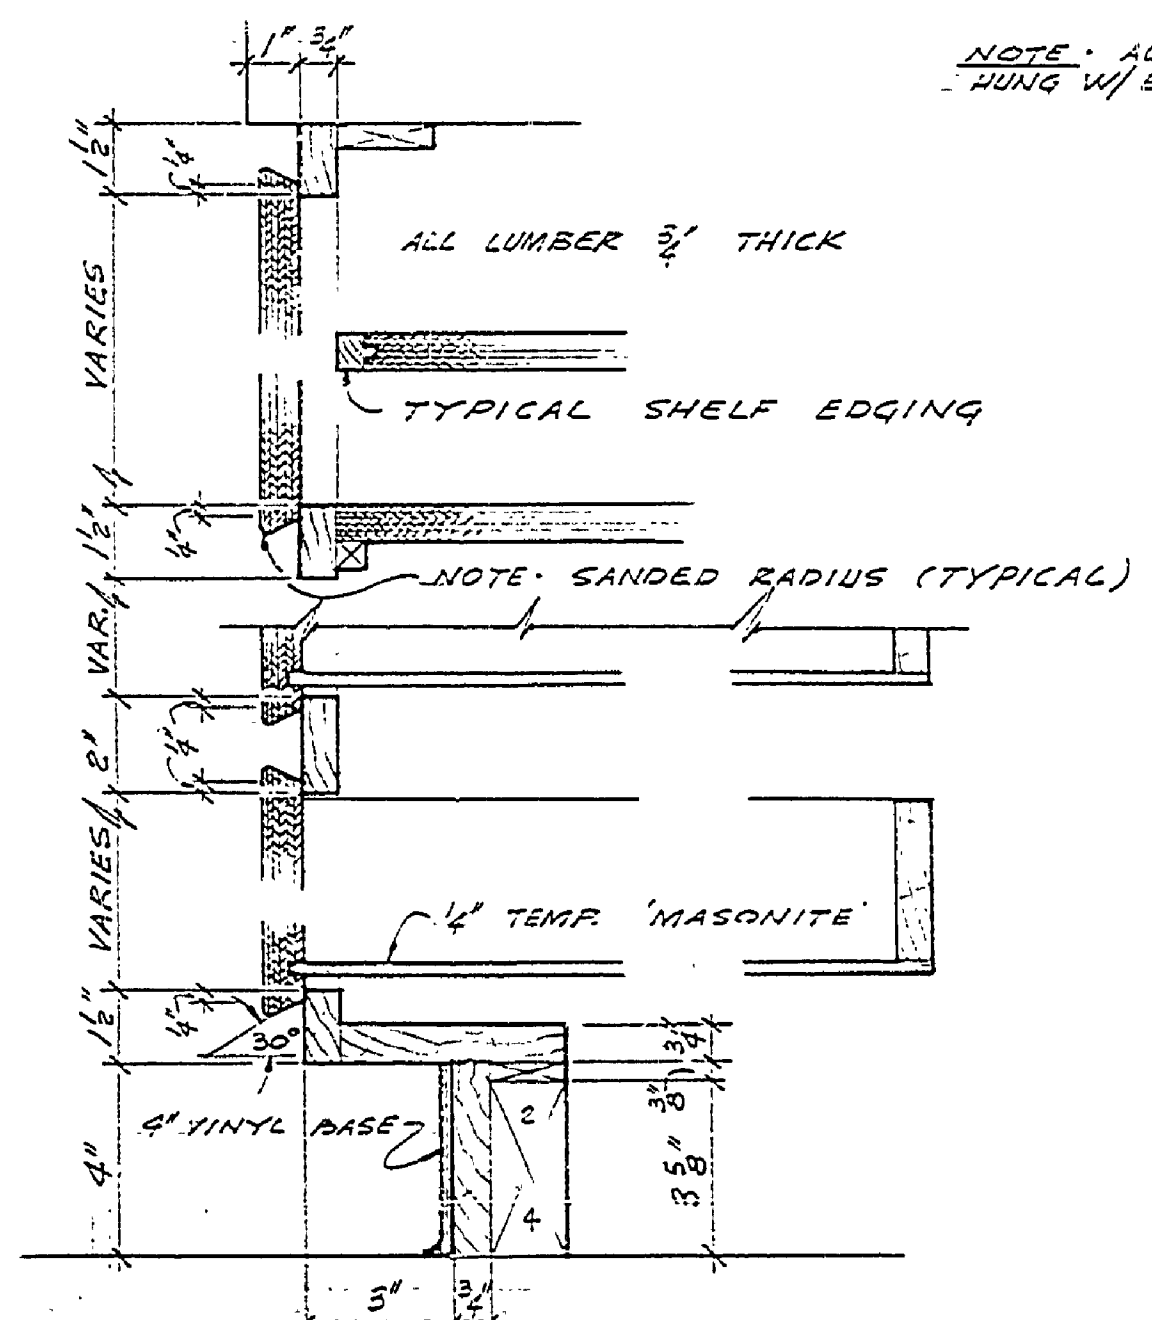 1" 3/4"
NOTE ·
HUNG W/
1 1/2"
1/4"
ALL LUMBER 3/4" THICK
VARIES
TYPICAL SHELF EDGING
1 1/2"
1/4"
NOTE · SANDED RADIUS (TYPICAL)
VAR.
1/4"
2"
1/4"
VARIES
1/4" TEMP. 'MASONITE'
1 1/2"
1/4"
30°
3/4
3/8"
4" VINYL BASE
2
4"
3 5/8"
4
3" 3/4"